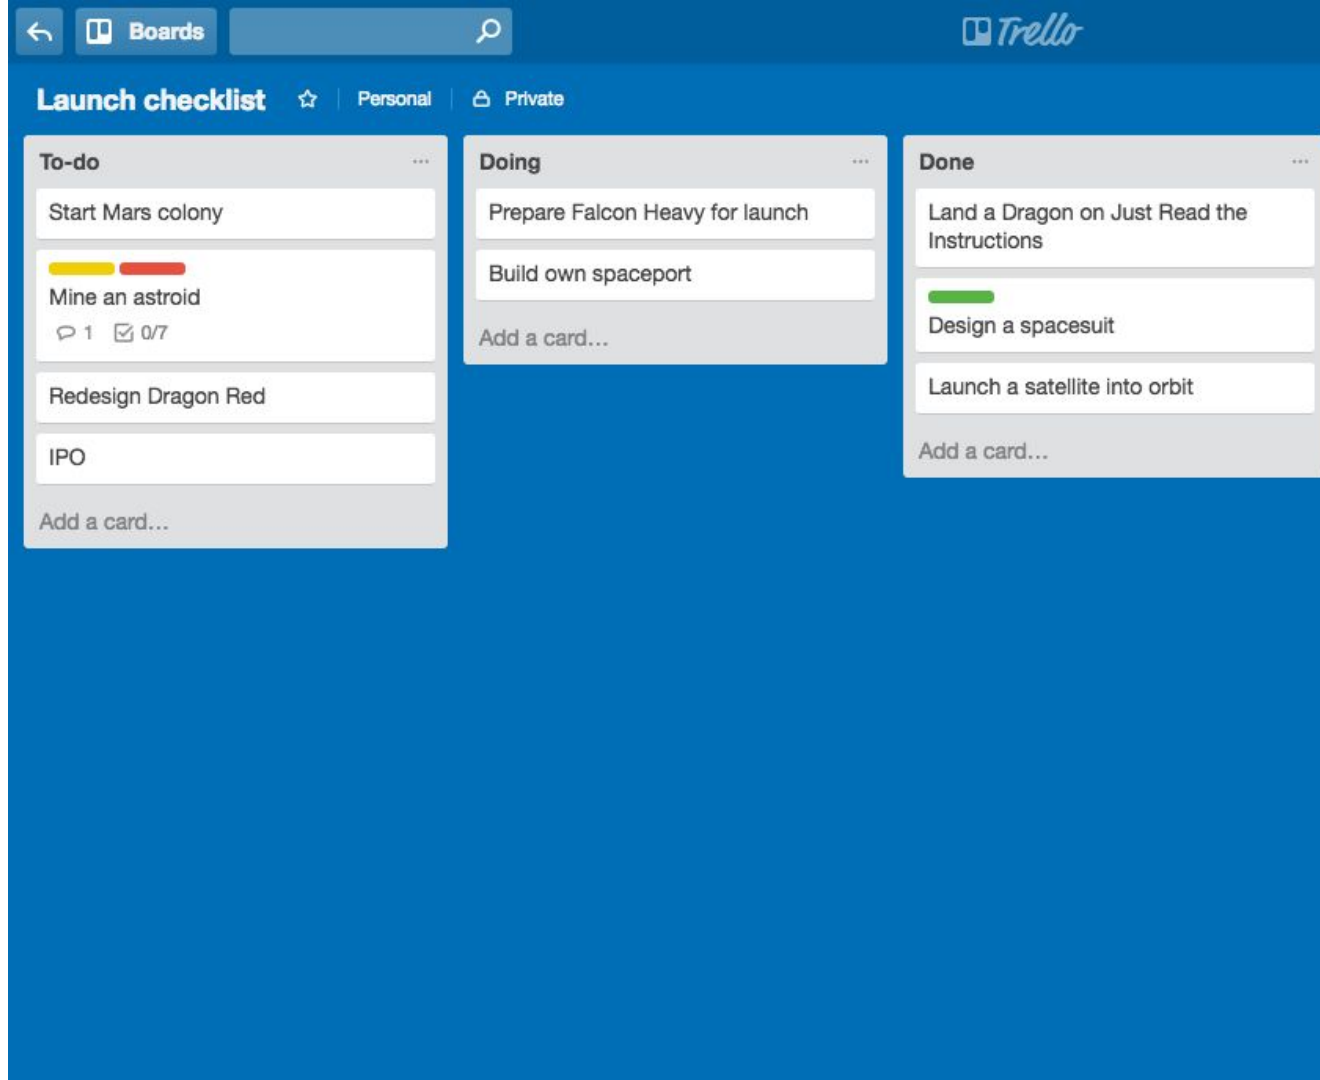 Boards
Trello
Launch checklist
Personal
Private
To-do
...
Start Mars colony
Mine an astroid
1 0/7
Redesign Dragon Red
IPO
Add a card...
Doing
...
Prepare Falcon Heavy for launch
Build own spaceport
Add a card...
Done
...
Land a Dragon on Just Read the
Instructions
Design a spacesuit
Launch a satellite into orbit
Add a card...